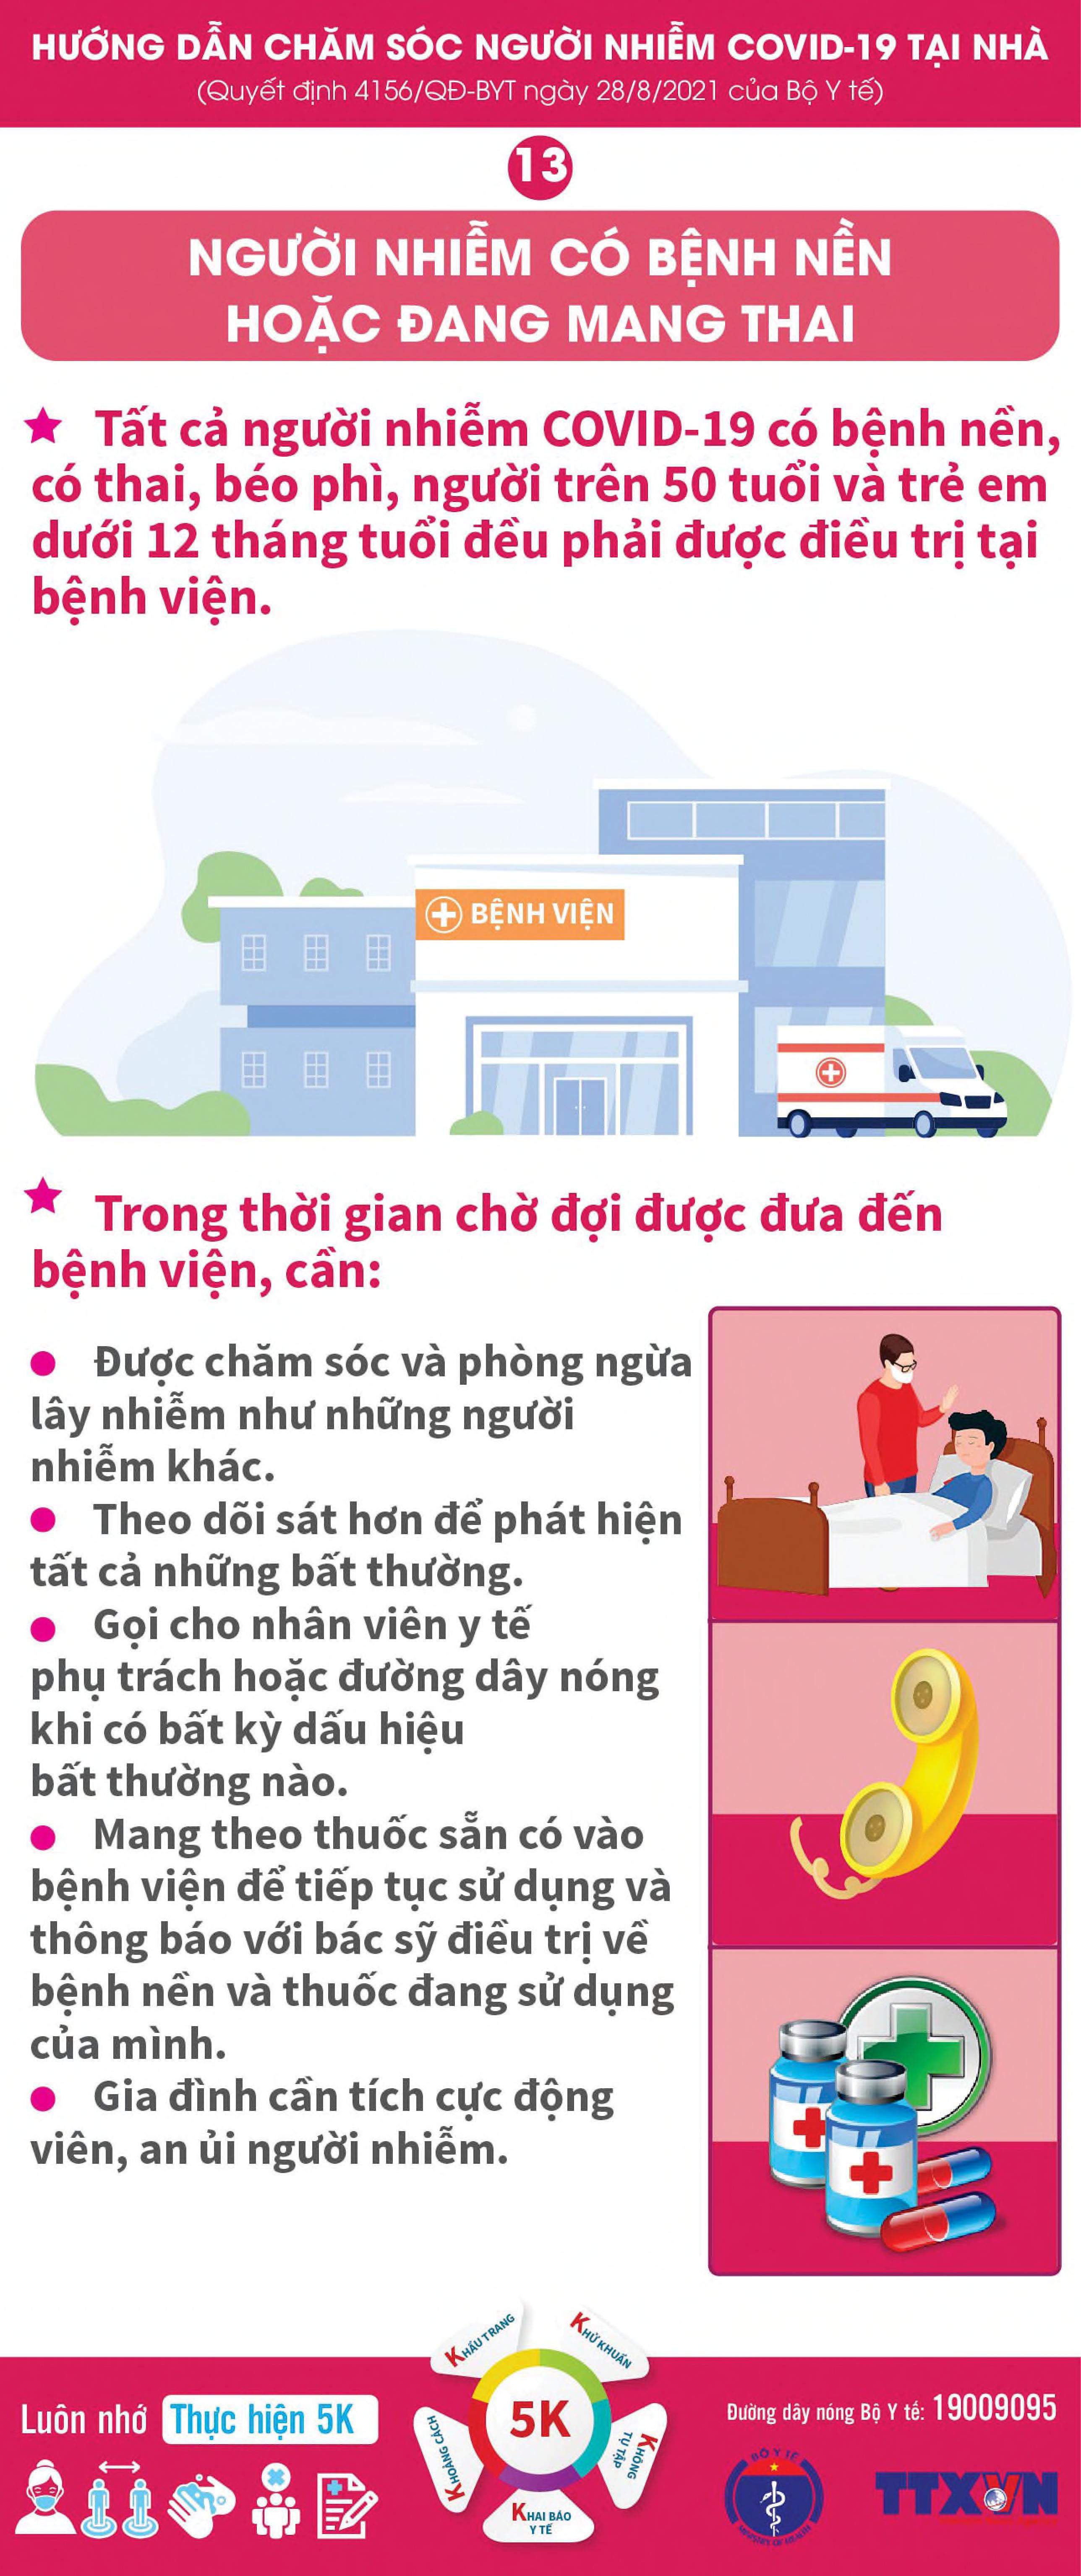 HƯỚNG DẪN CHĂM SÓC NGƯỜI NHIỄM COVID-19 TẠI NHÀ
(Quyết định 4156/QĐ-BYT ngày 28/8/2021 của Bộ Y tế)
13
NGƯỜI NHIỄM CÓ BỆNH NỀN
HOẶC ĐANG MANG THAI
★ Tất cả người nhiễm COVID-19 có bệnh nền,
có thai, béo phì, người trên 50 tuổi và trẻ em
dưới 12 tháng tuổi đều phải được điều trị tại
bệnh viện.
BỆNH VIỆN
★ Trong thời gian chờ đợi được đưa đến
bệnh viện, cần:
● Được chăm sóc và phòng ngừa
lây nhiễm như những người
nhiễm khác.
● Theo dõi sát hơn để phát hiện
tất cả những bất thường.
● Gọi cho nhân viên y tế
phụ trách hoặc đường dây nóng
khi có bất kỳ dấu hiệu
bất thường nào.
● Mang theo thuốc sẵn có vào
bệnh viện để tiếp tục sử dụng và
thông báo với bác sỹ điều trị về
bệnh nền và thuốc đang sử dụng
của mình.
● Gia đình cần tích cực động
viên, an ủi người nhiễm.
Luôn nhớ Thực hiện 5K
KHẨU TRANG
KHỬ KHUẨN
KHOẢNG CÁCH
5K
KHÔNG
TỤ TẬP
KHAI BÁO
Y TẾ
Đường dây nóng Bộ Y tế: 19009095
BỘ Y TẾ
MINISTRY OF HEALTH
TTXVN